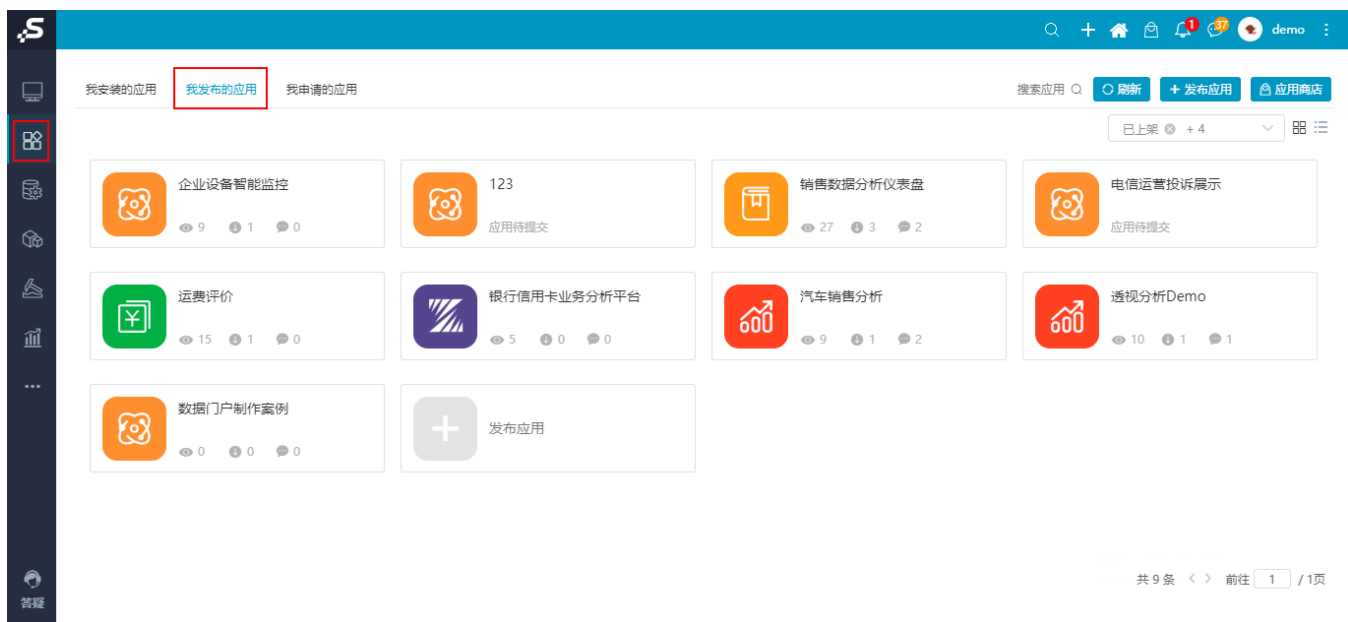 S
1 37 demo
我安装的应用 我发布的应用 我申请的应用 搜索应用 刷新 + 发布应用 应用商店
已上架 + 4
企业设备智能监控
9 1 0
123
应用待提交
销售数据分析仪表盘
27 3 2
电信运营投诉展示
应用待提交
运费评价
15 1 0
银行信用卡业务分析平台
5 0 0
汽车销售分析
9 1 2
透视分析Demo
10 1 1
数据门户制作案例
0 0 0
发布应用
共 9 条 < > 前往 1 / 1页
答疑